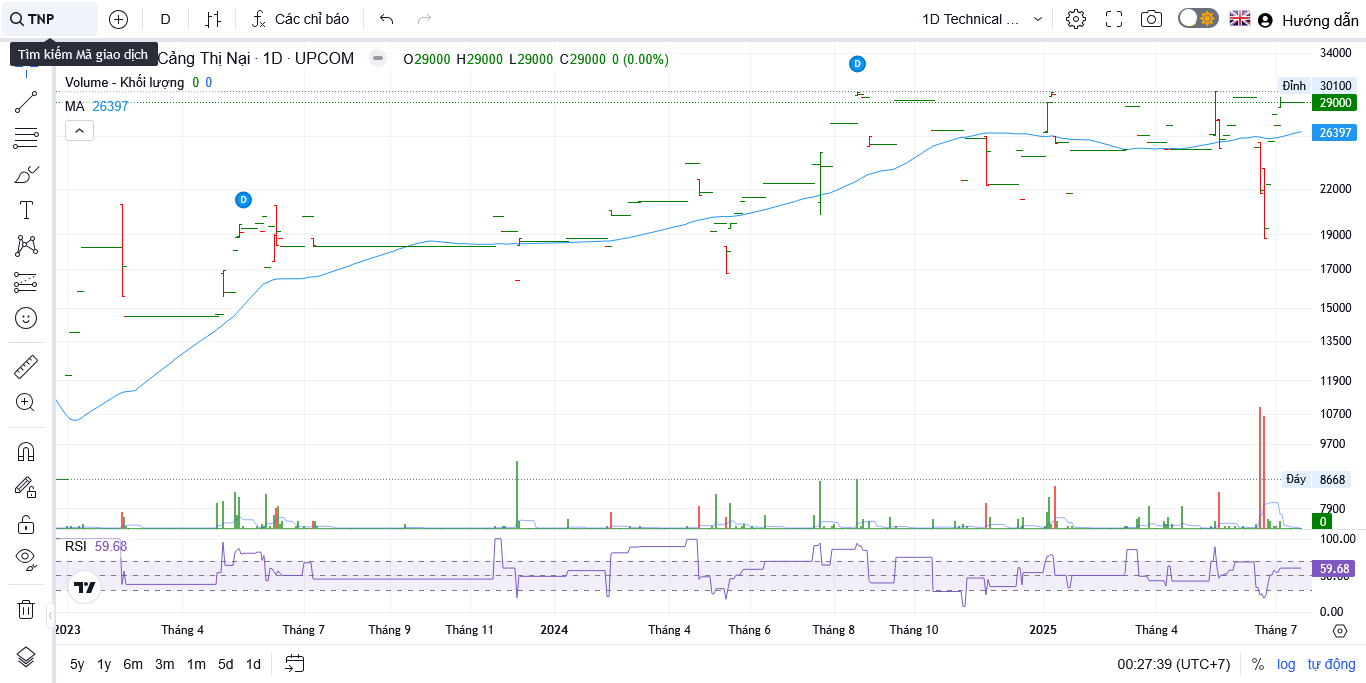 TNP
D
Các chỉ báo
1D Technical ...
Hướng dẫn
Tìm kiếm Mã giao dịch
Cảng Thị Nại · 1D · UPCOM
O29000 H29000 L29000 C29000 0 (0.00%)
Volume - Khối lượng 0 0
MA 26397
D
D
34000
Đỉnh 30100
29000
26397
22000
19000
17000
15000
13500
11900
10700
9700
Đáy 8668
7900
0
RSI 59.68
100.00
59.68
50.00
0.00
2023
Tháng 4
Tháng 7
Tháng 9
Tháng 11
2024
Tháng 4
Tháng 6
Tháng 8
Tháng 10
2025
Tháng 4
Tháng 7
5y 1y 6m 3m 1m 5d 1d
00:27:39 (UTC+7)
% log tự động